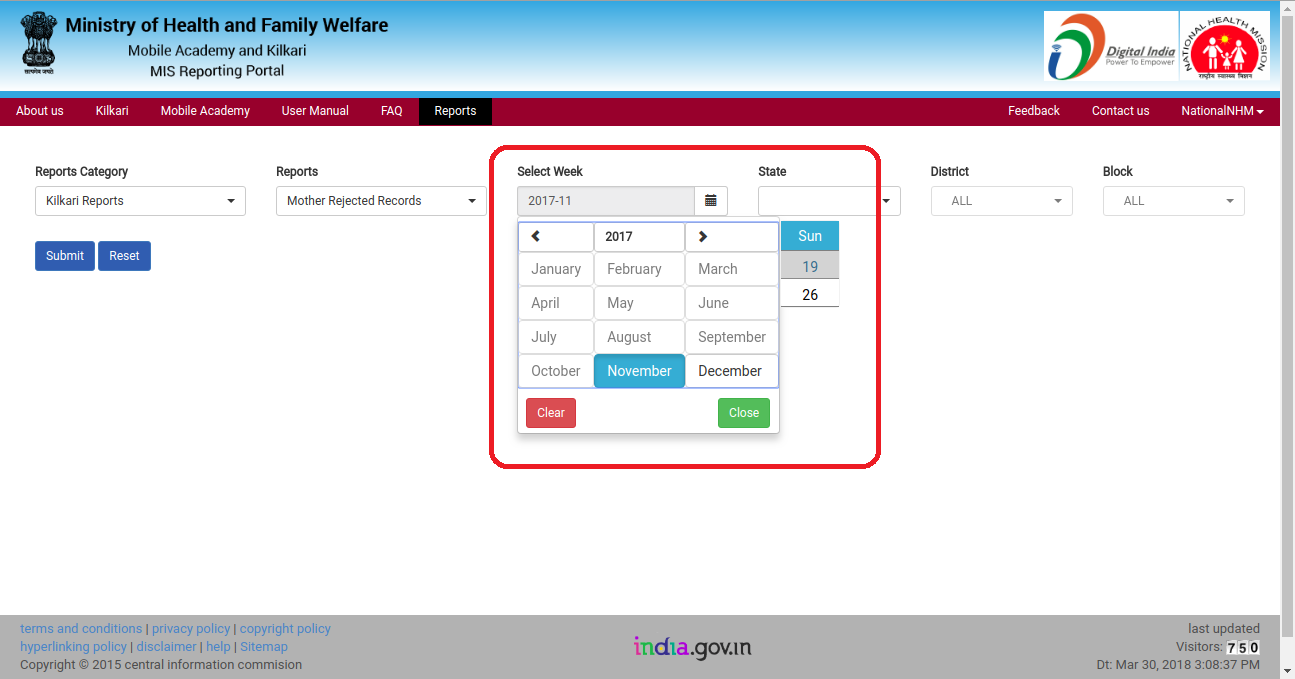 Ministry of Health and Family Welfare
Mobile Academy and Kilkari
MIS Reporting Portal
सत्यमेव जयते
Digital India
Power To Empower
NATIONAL HEALTH MISSION
राष्ट्रीय स्वास्थ्य मिशन
About us Kilkari Mobile Academy User Manual FAQ Reports Feedback Contact us NationalNHM
Reports Category Reports Select Week State District Block
Kilkari Reports Mother Rejected Records 2017-11 ALL ALL
Submit Reset
2017 Sun
January February March 19
April May June 26
July August September
October November December
Clear Close
terms and conditions | privacy policy | copyright policy
hyperlinking policy | disclaimer | help | Sitemap
Copyright © 2015 central information commision
india.gov.in
last updated
Visitors: 750
Dt: Mar 30, 2018 3:08:37 PM